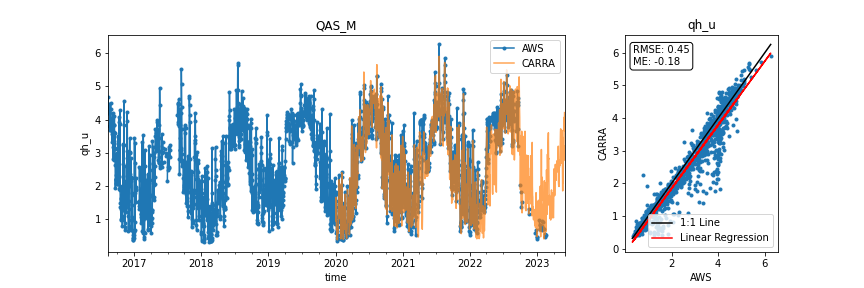 QAS_M
qh_u
6
5
4
3
2
1
2017
2018
2019
2020
2021
2022
2023
time
AWS
CARRA
qh_u
CARRA
6
5
4
3
2
1
0
2
4
6
AWS
RMSE: 0.45
ME: -0.18
1:1 Line
Linear Regression